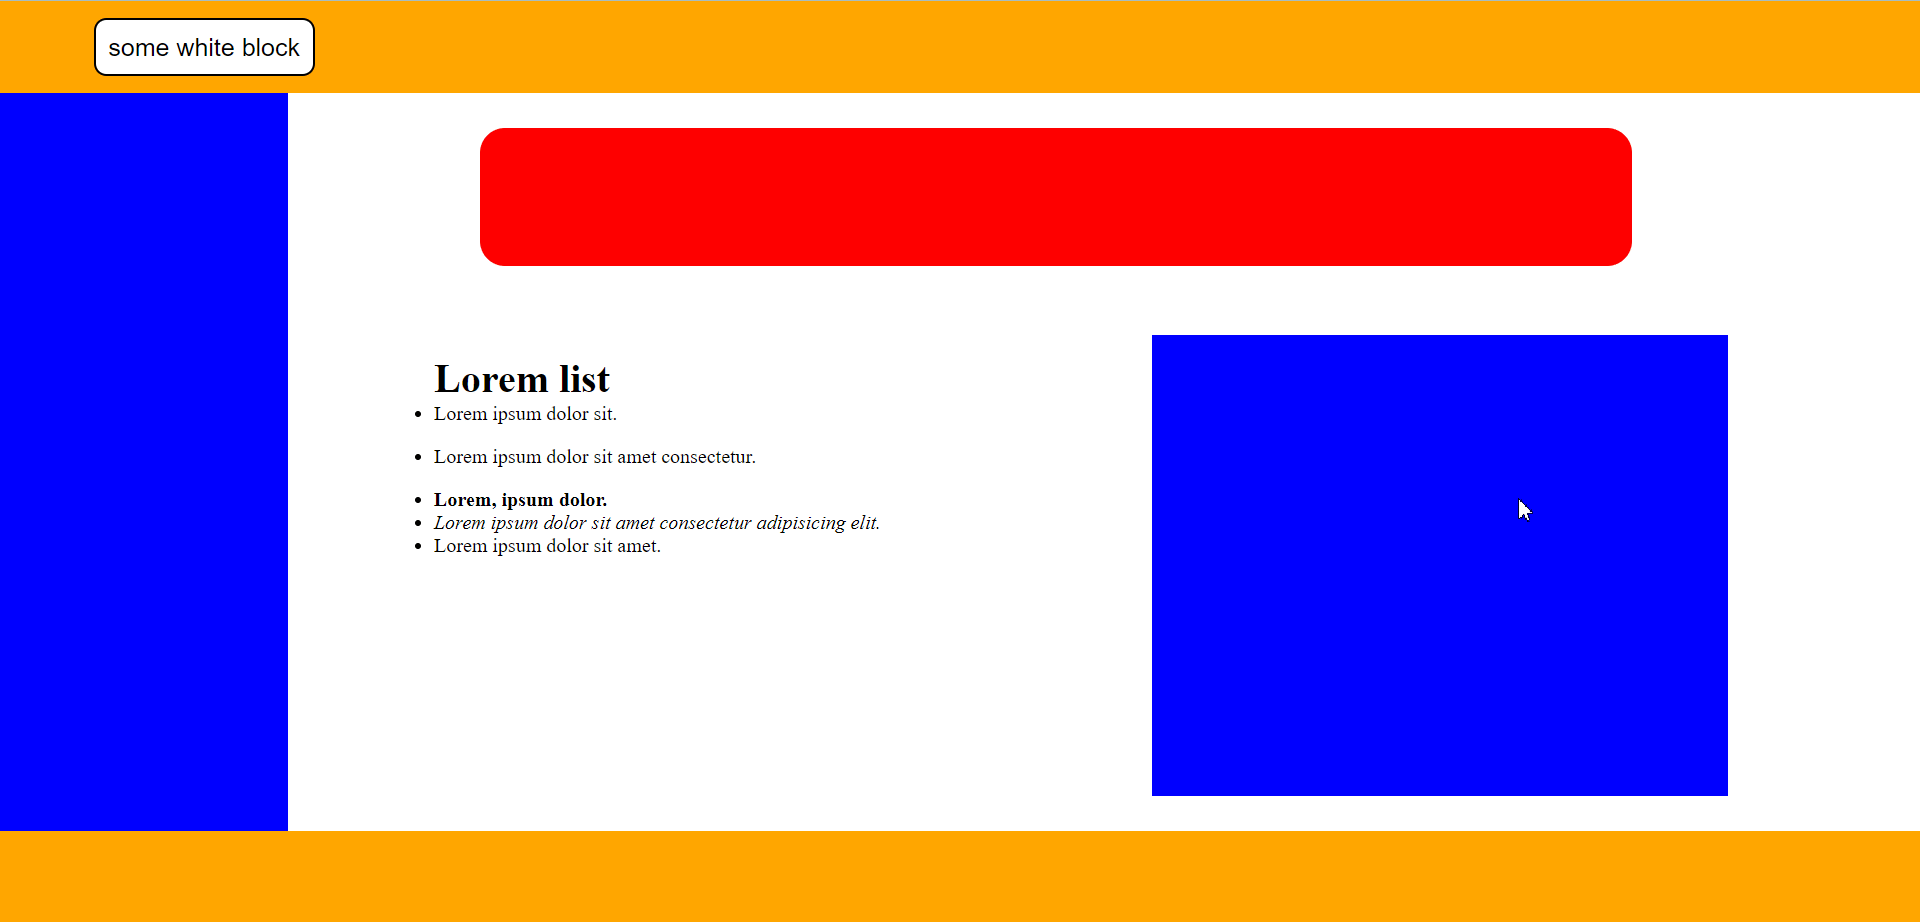 some white block
Lorem list
Lorem ipsum dolor sit.
Lorem ipsum dolor sit amet consectetur.
Lorem, ipsum dolor.
Lorem ipsum dolor sit amet consectetur adipisicing elit.
Lorem ipsum dolor sit amet.